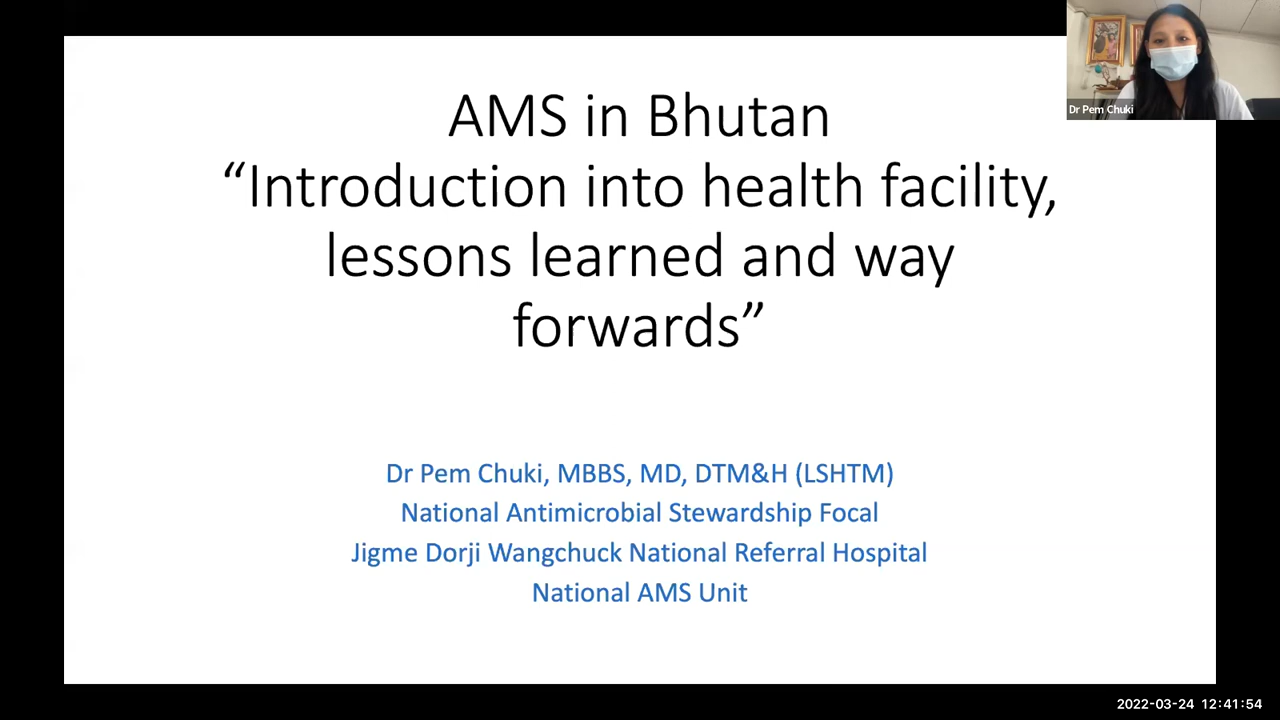 AMS in Bhutan
“Introduction into health facility,
lessons learned and way
forwards”
Dr Pem Chuki, MBBS, MD, DTM&H (LSHTM)
National Antimicrobial Stewardship Focal
Jigme Dorji Wangchuck National Referral Hospital
National AMS Unit
Dr Pem Chuki
2022-03-24 12:41:54